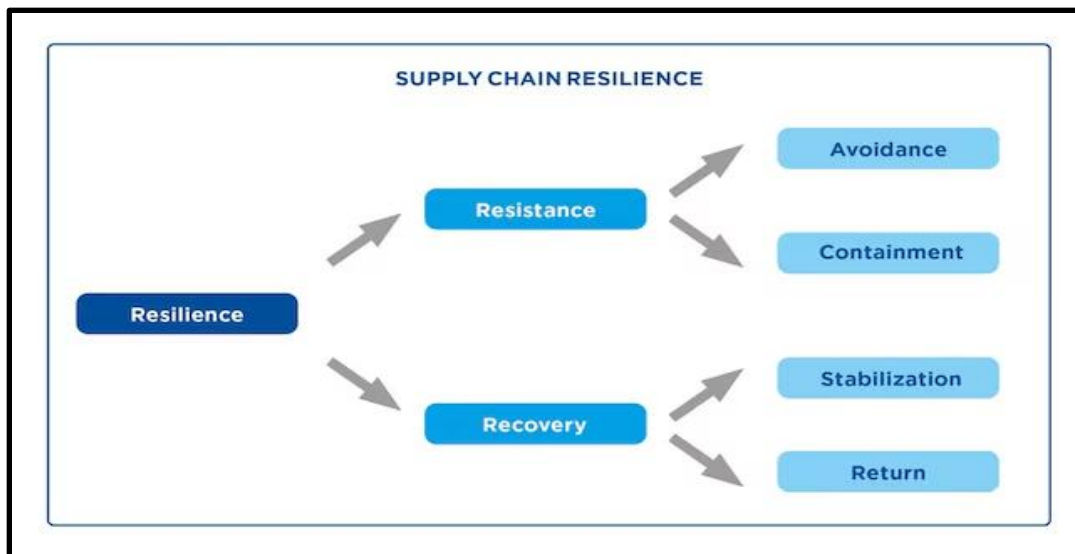 SUPPLY CHAIN RESILIENCE
Avoidance
Resistance
Containment
Resilience
Stabilization
Recovery
Return